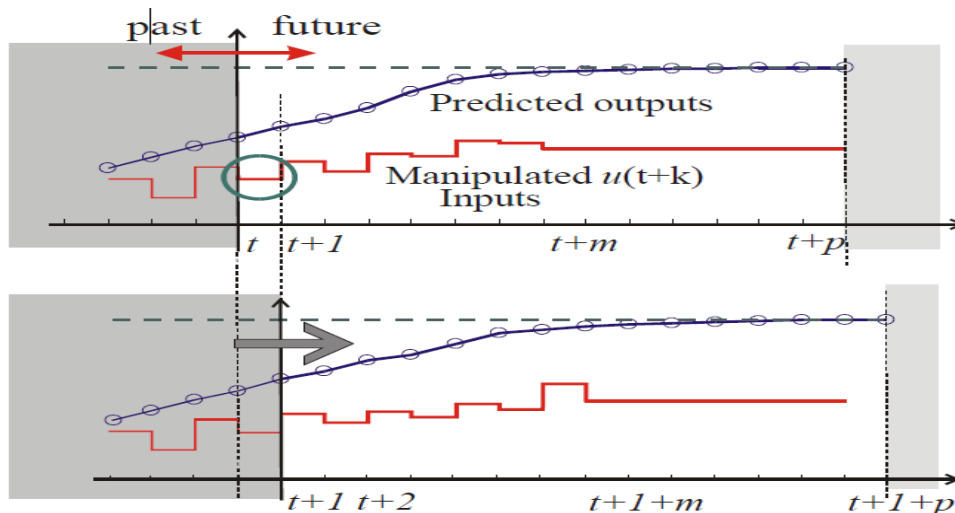 past future
Predicted outputs
Manipulated u(t+k)
Inputs
t t+1 t+m t+p
t+1 t+2 t+1+m t+1+p